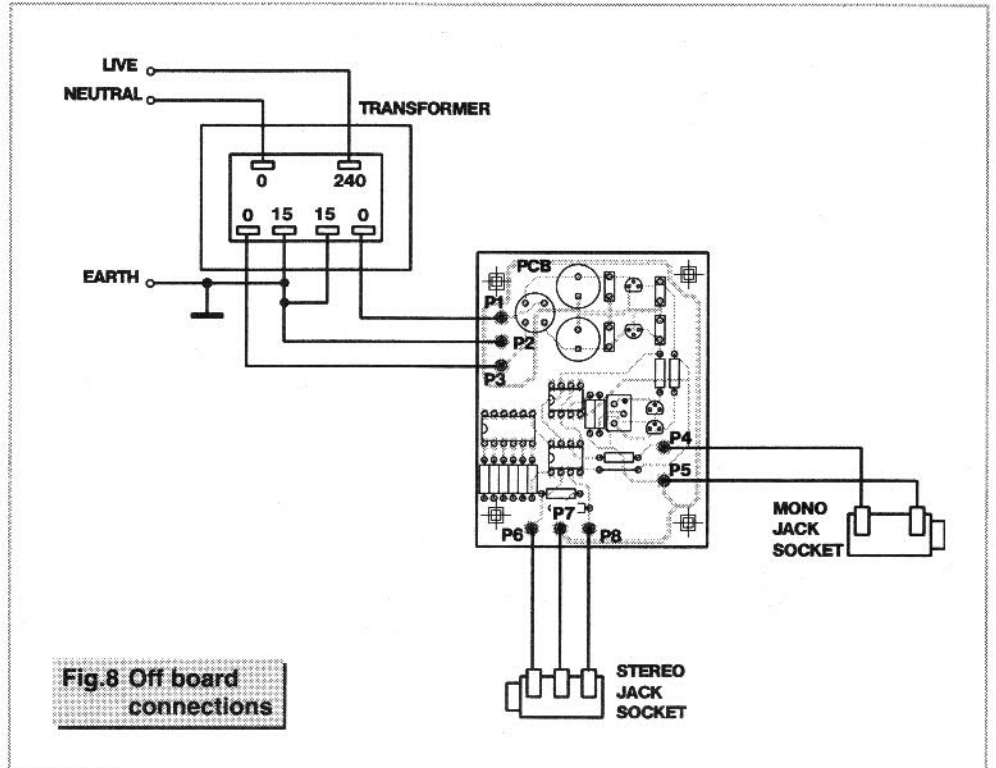 LIVE
NEUTRAL
TRANSFORMER
0 240
0 15 15 0
EARTH
PCB
P1
P2
P3
P4
P5
MONO
JACK
SOCKET
P6 P7 P8
STEREO
JACK
SOCKET
Fig.8 Off board
connections